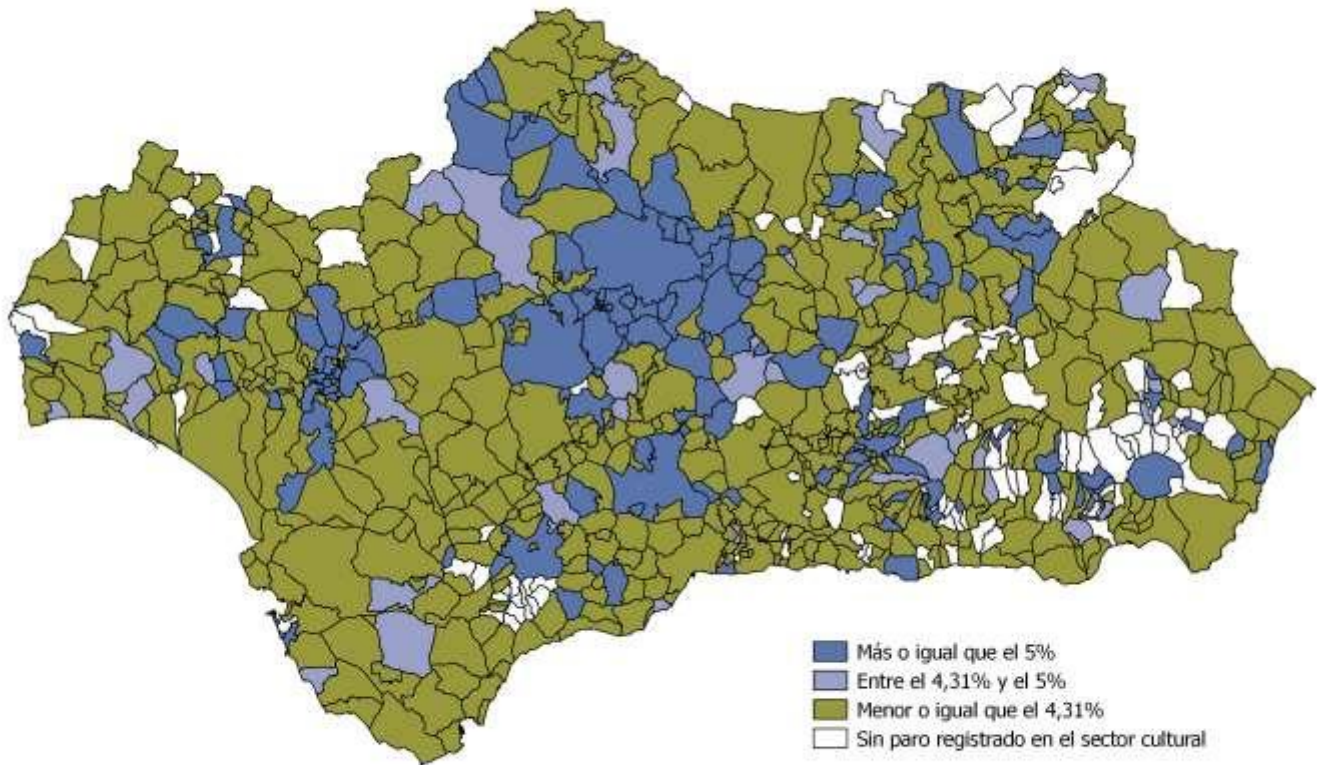 Más o igual que el 5%
Entre el 4,31% y el 5%
Menor o igual que el 4,31%
Sin paro registrado en el sector cultural